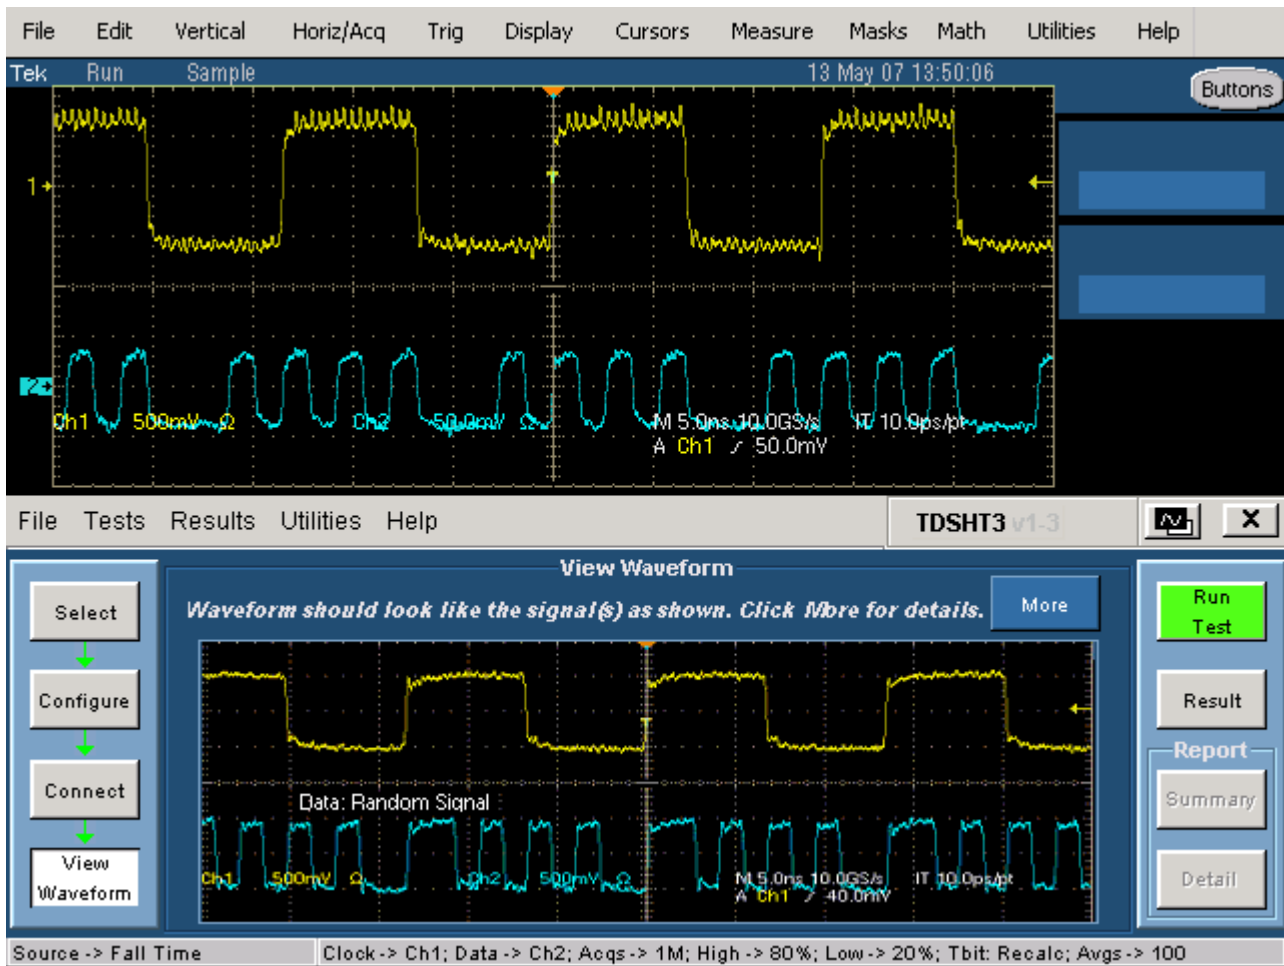 File Edit Vertical Horiz/Acq Trig Display Cursors Measure Masks Math Utilities Help
Tek Run Sample 13 May 07 13:50:06
Buttons
1
2
Ch1 500mV Ω Ch2 50.0mV Ω M 5.0ns 10.0GS/s IT 10.0ps/pt
A Ch1 50.0mV
File Tests Results Utilities Help TDSHT3 v1-3 X
View Waveform
Waveform should look like the signal(s) as shown. Click More for details. More
Select
Configure
Connect
View
Waveform
Data: Random Signal
Ch1 500mV Ω Ch2 500mV Ω M 5.0ns 10.0GS/s IT 10.0ps/pt
A Ch1 40.0mV
Run
Test
Result
Report
Summary
Detail
Source -> Fall Time Clock -> Ch1; Data -> Ch2; Acqs -> 1M; High -> 80%; Low -> 20%; Tbit: Recalc; Avgs -> 100